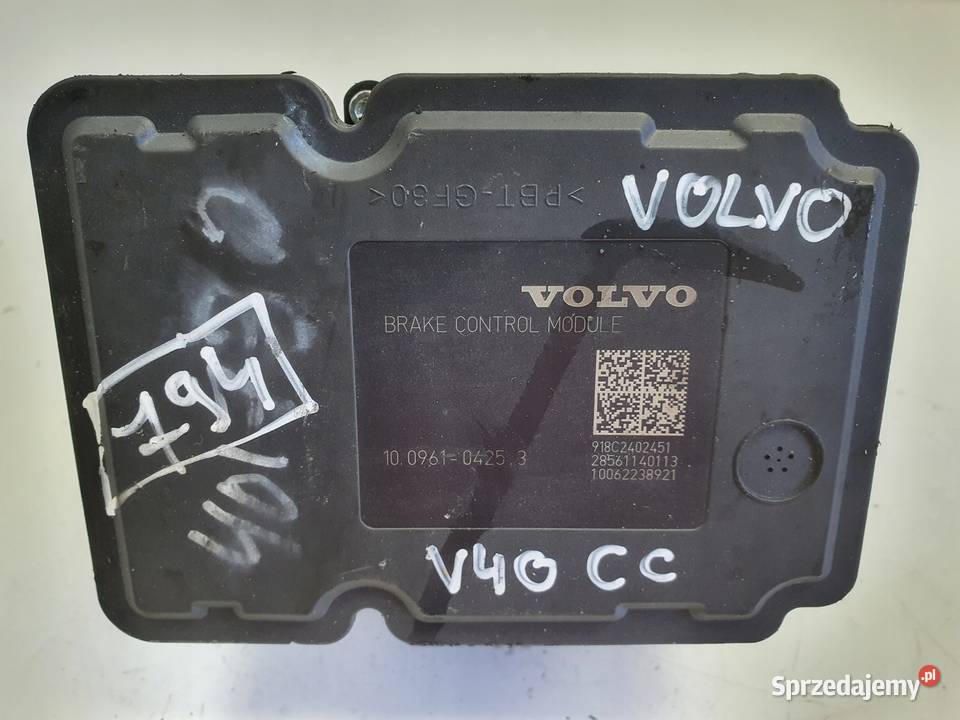 >PBT-GF30<
VOLVO
VOLVO
BRAKE CONTROL MODULE
794
10.0961-0425.3
918C2402451
28561140113
10062238921
V40 CC
Sprzedajemy.pl